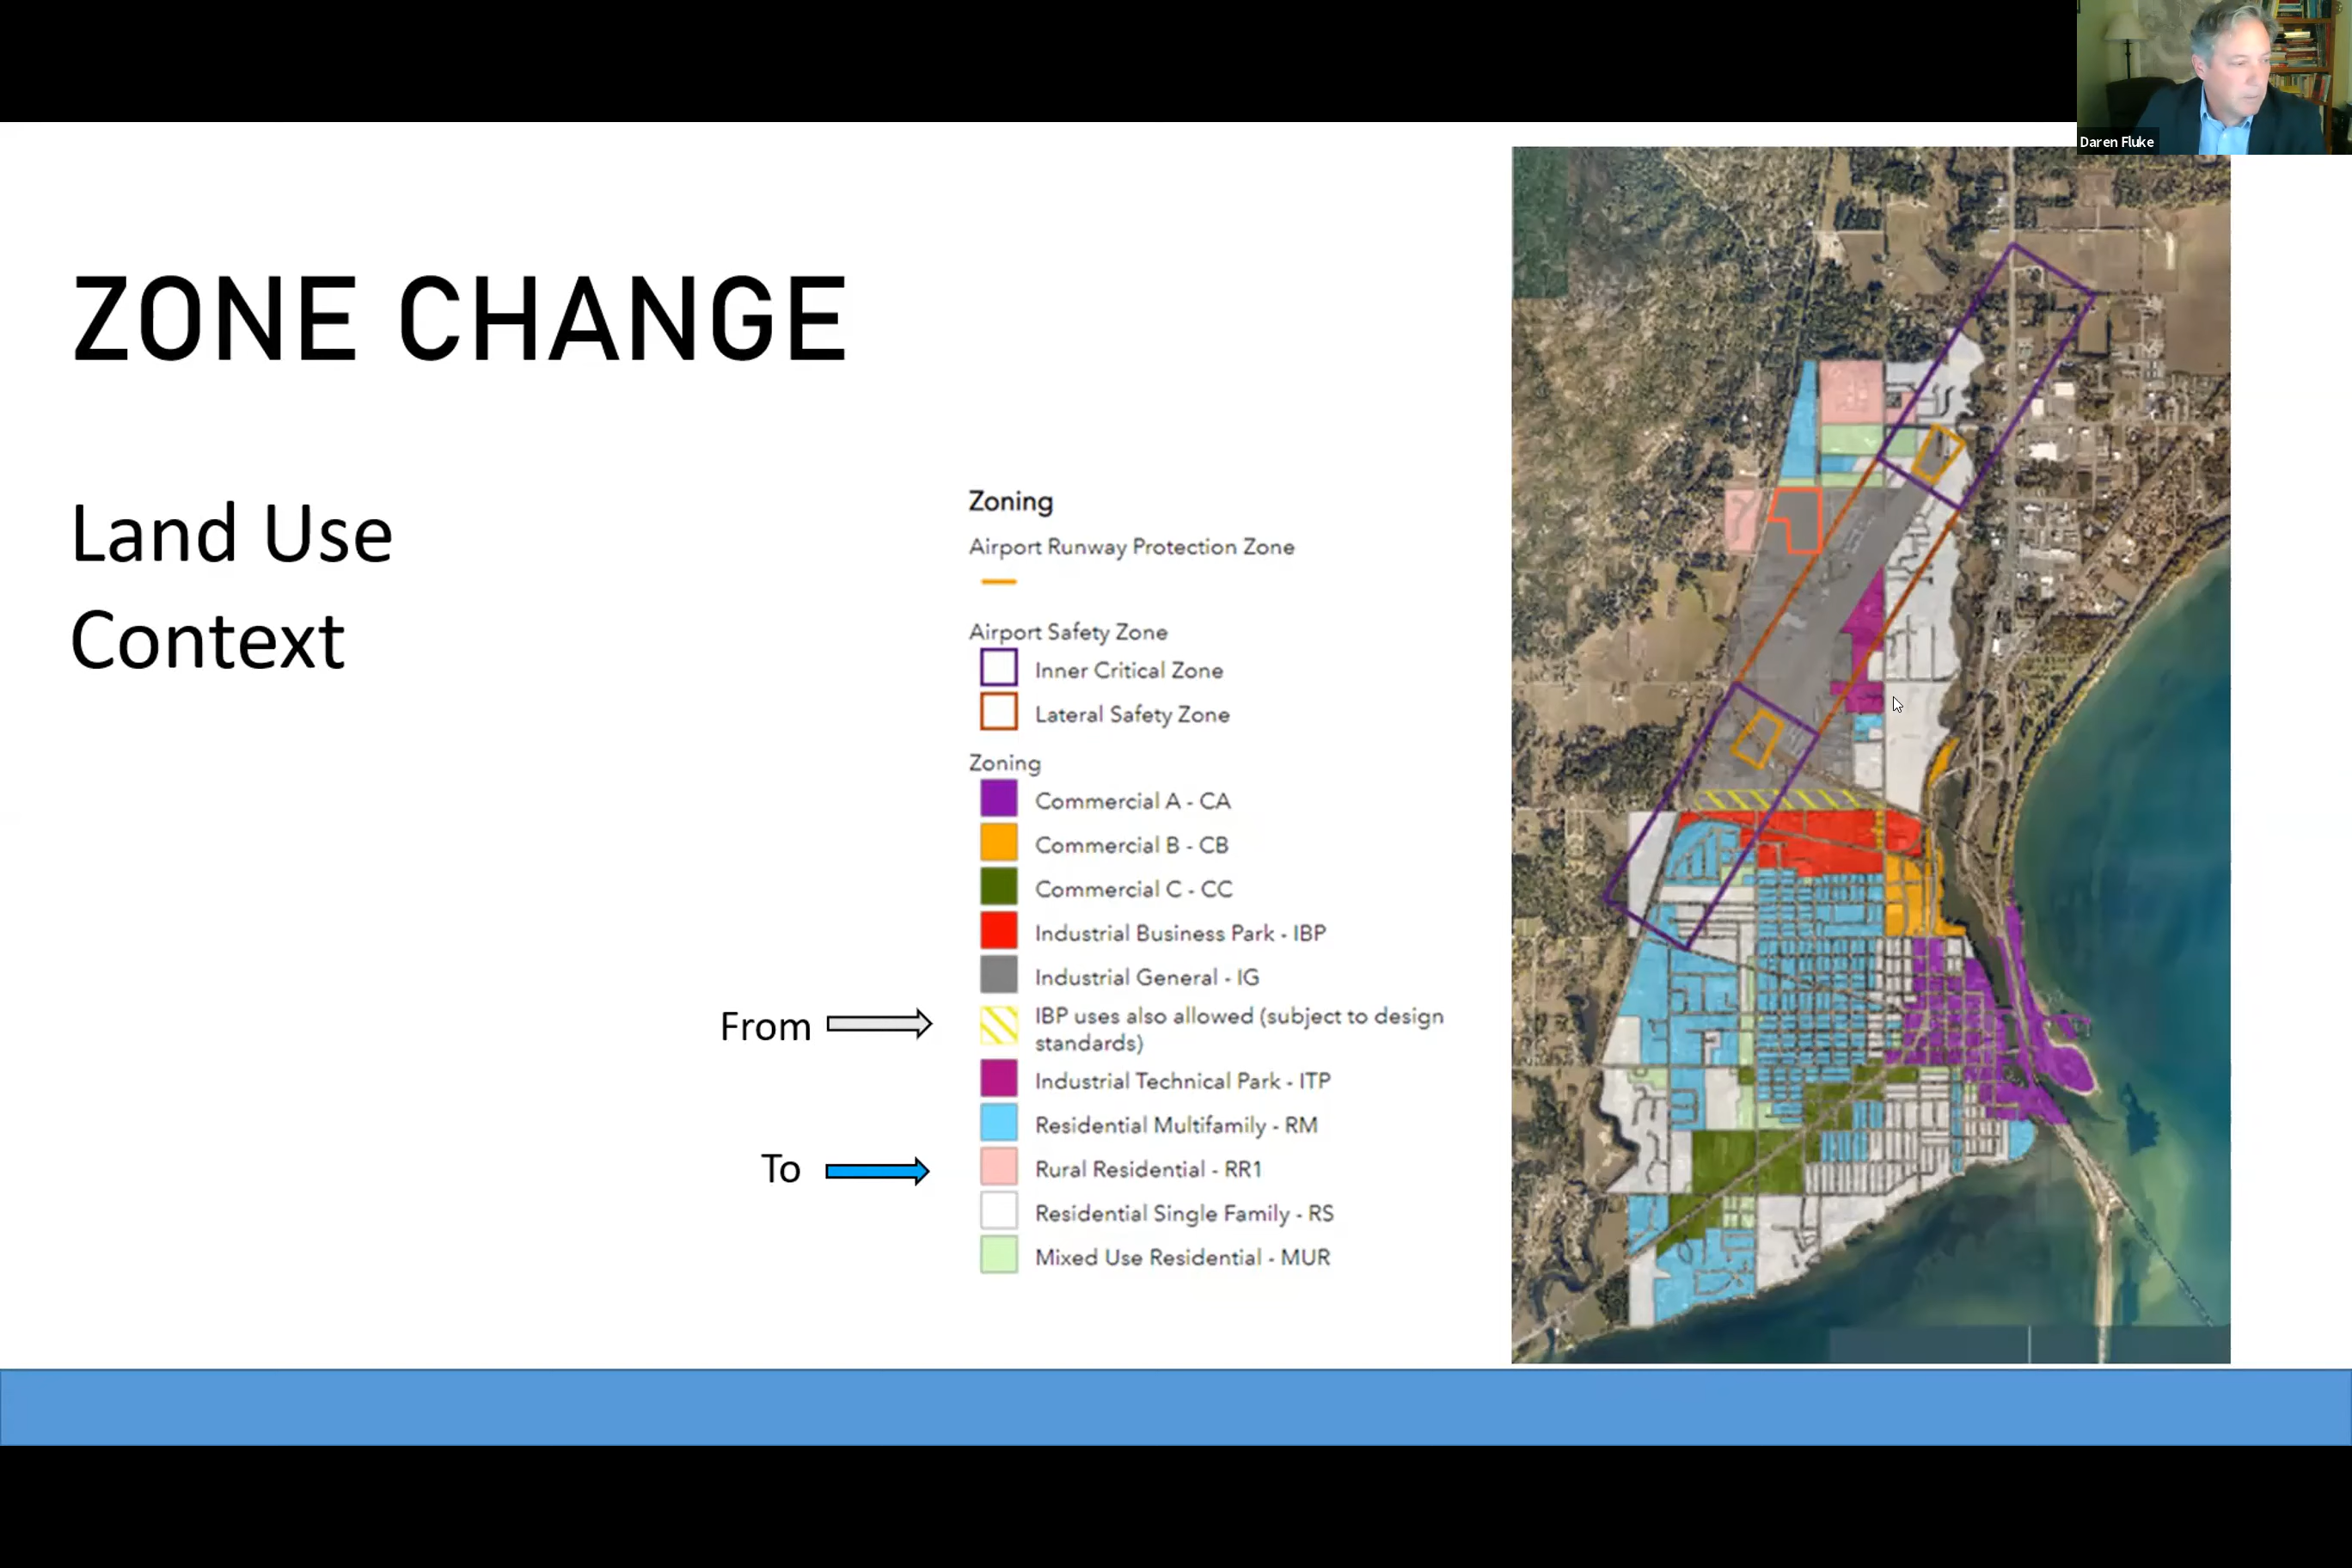 Daren Fluke
ZONE CHANGE
Land Use
Context
Zoning
Airport Runway Protection Zone
Airport Safety Zone
Inner Critical Zone
Lateral Safety Zone
Zoning
Commercial A - CA
Commercial B - CB
Commercial C - CC
Industrial Business Park - IBP
Industrial General - IG
From
IBP uses also allowed (subject to design
standards)
Industrial Technical Park - ITP
Residential Multifamily - RM
To
Rural Residential - RR1
Residential Single Family - RS
Mixed Use Residential - MUR